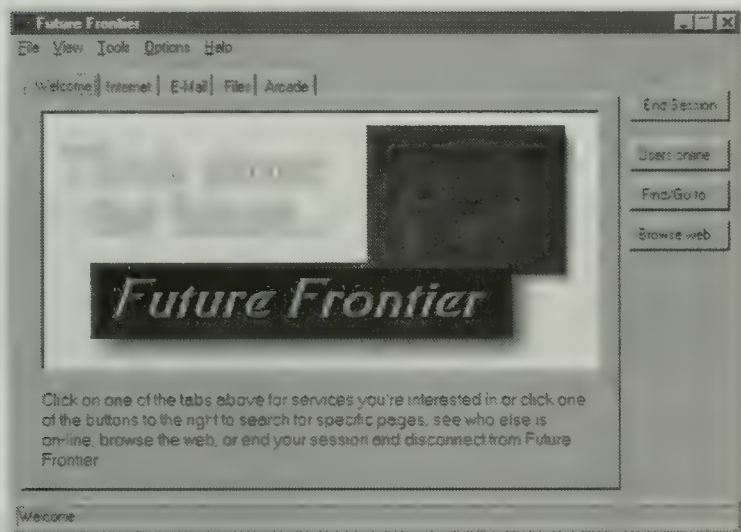 Future Frontier
File View Tools Options Help
Welcome Internet E-Mail Files Arcade
End Session
Users online
Find/Go to
Browse web
Future Frontier
Click on one of the tabs above for services you're interested in or click one
of the buttons to the right to search for specific pages, see who else is
on-line, browse the web, or end your session and disconnect from Future
Frontier
Welcome